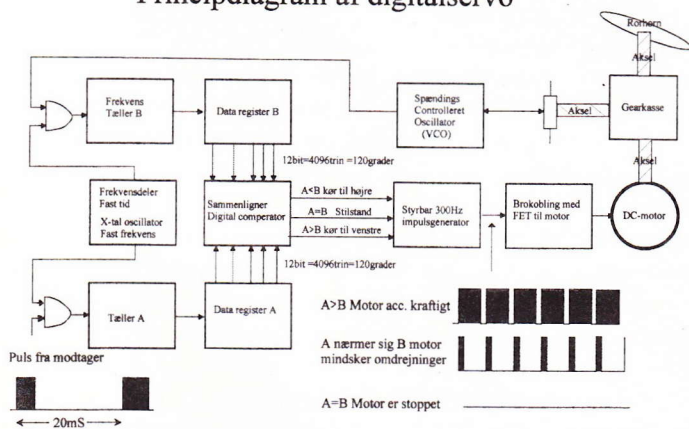 Principdiagram af digitalservo
Rorhorn
Aksel
Frekvens
Tæller B
Data register B
Spændings
Controlleret
Oscillator
(VCO)
Aksel
Gearkasse
12bit=4096trin =120grader
Aksel
Frekvensdeler
Fast tid
X-tal oscillator
Fast frekvens
Sammenligner
Digital comperator
A<B kør til højre
A=B Stilstand
A>B kør til venstre
Styrbar 300Hz
impulsgenerator
Brokobling med
FET til motor
DC-motor
12bit =4096trin=120grader
Tæller A
Data register A
A>B Motor acc. kraftigt
Puls fra modtager
A nærmer sig B motor
mindsker omdrejninger
A=B Motor er stoppet
20mS